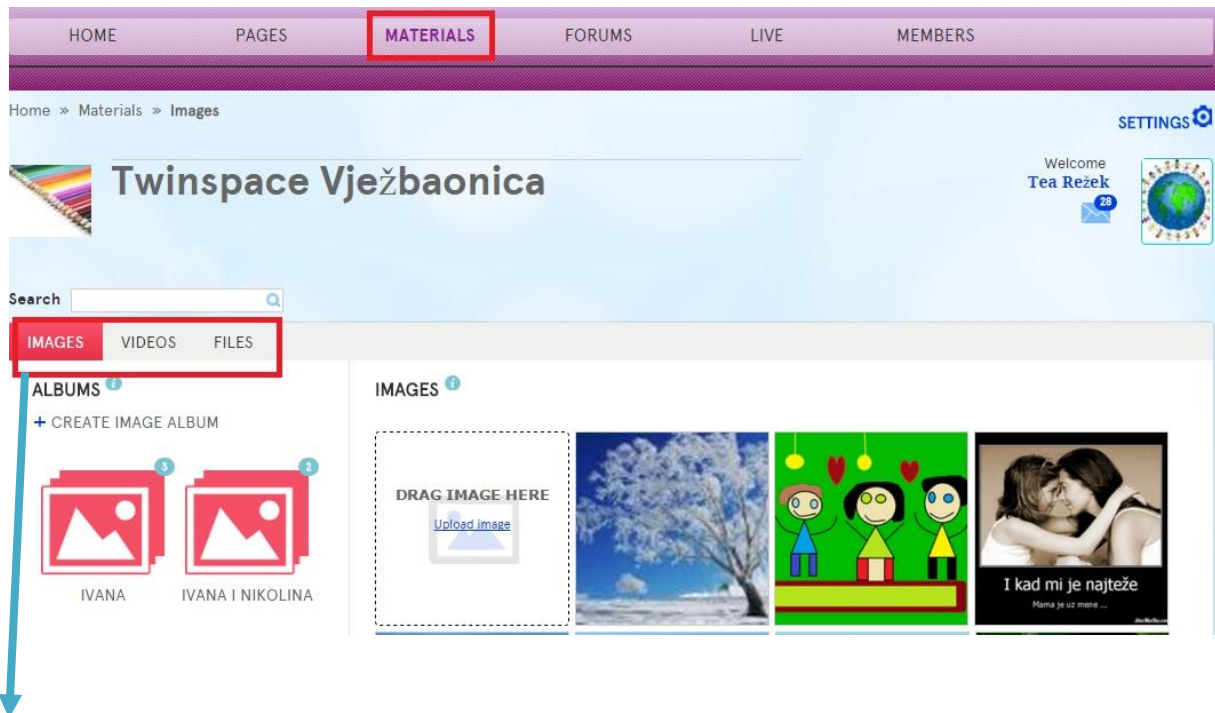 HOME PAGES MATERIALS FORUMS LIVE MEMBERS
Home » Materials » Images
SETTINGS
Twinspace Vježbaonica
Welcome
Tea Režek
28
Search
IMAGES VIDEOS FILES
ALBUMS
+ CREATE IMAGE ALBUM
3
2
IVANA
IVANA I NIKOLINA
IMAGES
DRAG IMAGE HERE
Upload image
I kad mi je najteže
Mama je uz mene ...